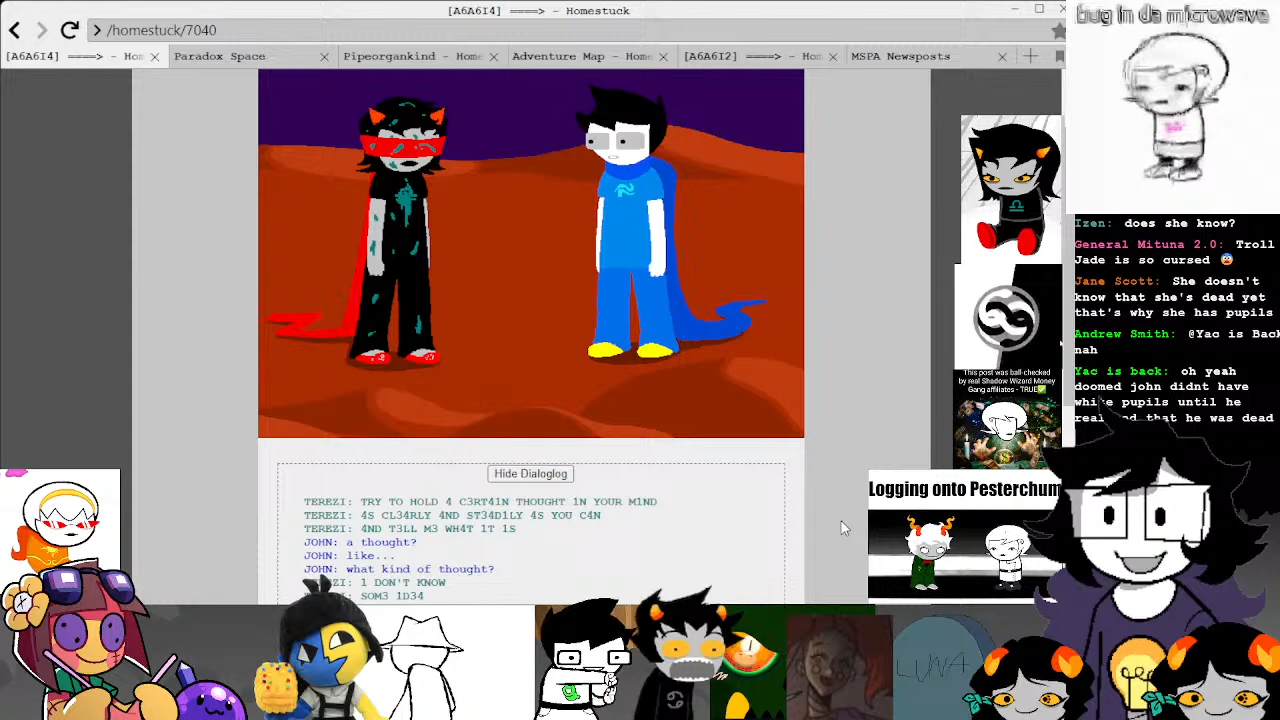 [A6A6I4] ====> - Homestuck
/homestuck/7040
[A6A6I4] ====> - Hom
Paradox Space
Pipeorgankind - Home
Adventure Map - Home
[A6A6I2] ====> - Hom
MSPA Newsposts
bug in da microwave
Izen: does she know?
General Mituna 2.0: Troll
Jade is so cursed 😨
Jane Scott: She doesn't
know that she's dead yet
that's why she has pupils
Andrew Smith: @Yac is Back
nah
Yac is back: oh yeah
doomed john didnt have
white pupils until he
that he was dead
This post was ball-checked
by real Shadow Wizard Money
Gang affiliates - TRUE✅
Logging onto Pesterchum
Hide Dialoglog
TEREZI: TRY TO HOLD 4 C3RT41N THOUGHT 1N YOUR M1ND
TEREZI: 4S CL34RLY 4ND ST34D1LY 4S YOU C4N
TEREZI: 4ND T3LL M3 WH4T 1T 1S
JOHN: a thought?
JOHN: like...
JOHN: what kind of thought?
EZI: 1 DON'T KNOW
SOM3 1D34
LUNA